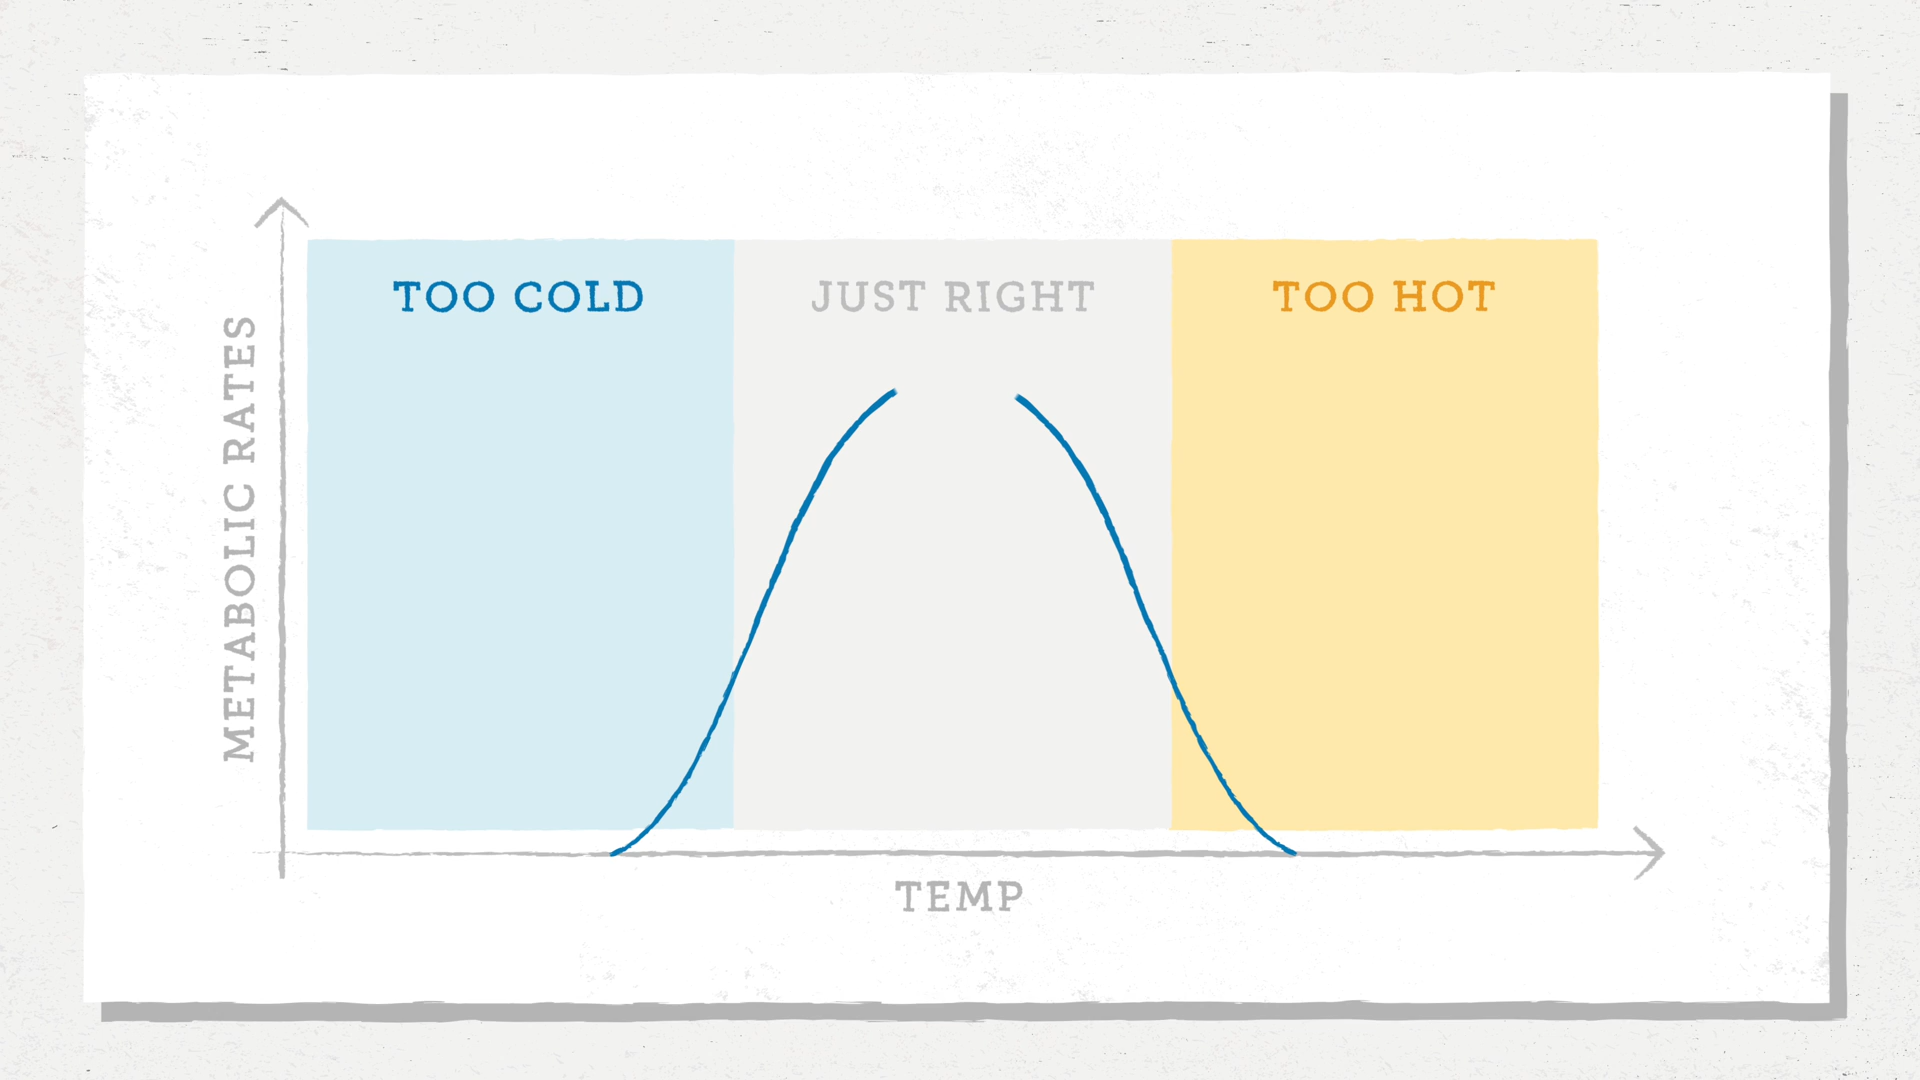 TOO COLD
JUST RIGHT
TOO HOT
METABOLIC RATES
TEMP